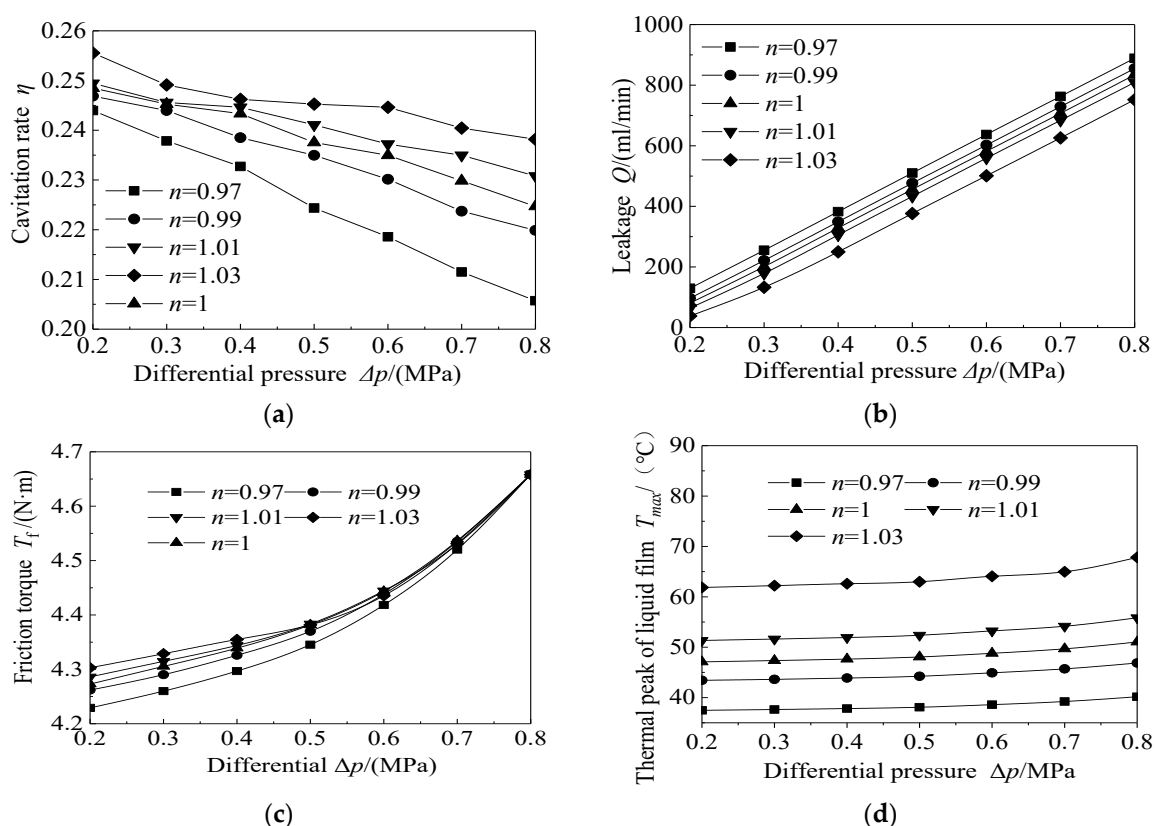 0.26
0.25
0.24
0.23
0.22
0.21
0.20
Cavitation rate η
n=0.97
n=0.99
n=1.01
n=1.03
n=1
0.2 0.3 0.4 0.5 0.6 0.7 0.8
Differential pressure Δp/(MPa)
(a)
1000
800
600
400
200
0
Leakage Q/(ml/min)
n=0.97
n=0.99
n=1
n=1.01
n=1.03
0.2 0.3 0.4 0.5 0.6 0.7 0.8
Differential pressure Δp/(MPa)
(b)
4.7
4.6
4.5
4.4
4.3
4.2
Friction torque Tf/(N·m)
n=0.97 n=0.99
n=1.01 n=1.03
n=1
0.2 0.3 0.4 0.5 0.6 0.7 0.8
Differential Δp/(MPa)
(c)
90
80
70
60
50
40
Thermal peak of liquid film Tmax/（°C）
n=0.97 n=0.99
n=1 n=1.01
n=1.03
0.2 0.3 0.4 0.5 0.6 0.7 0.8
Differential pressure Δp/MPa
(d)